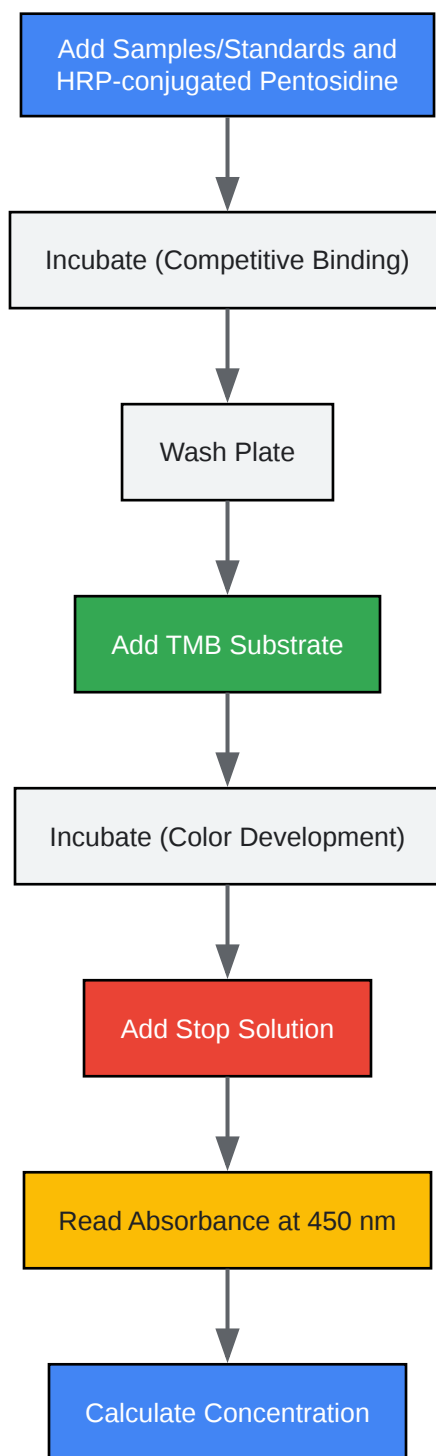 Add Samples/Standards and
HRP-conjugated Pentosidine
Incubate (Competitive Binding)
Wash Plate
Add TMB Substrate
Incubate (Color Development)
Add Stop Solution
Read Absorbance at 450 nm
Calculate Concentration